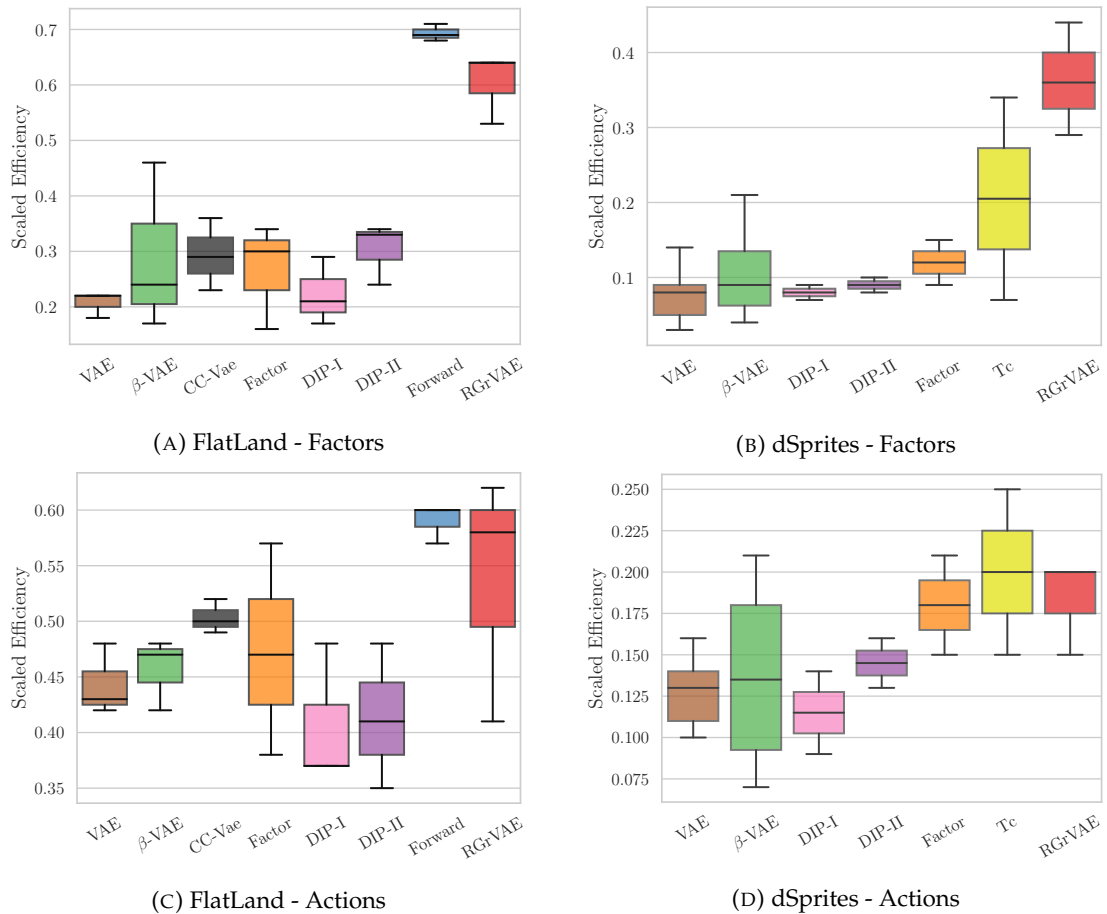 Scaled Efficiency
0.7
0.6
0.5
0.4
0.3
0.2
VAE
β-VAE
CC-Vae
Factor
DIP-I
DIP-II
Forward
RGrVAE
(A) FlatLand - Factors
Scaled Efficiency
0.4
0.3
0.2
0.1
VAE
β-VAE
DIP-I
DIP-II
Factor
Tc
RGrVAE
(B) dSprites - Factors
Scaled Efficiency
0.60
0.55
0.50
0.45
0.40
0.35
VAE
β-VAE
CC-Vae
Factor
DIP-I
DIP-II
Forward
RGrVAE
(C) FlatLand - Actions
Scaled Efficiency
0.250
0.225
0.200
0.175
0.150
0.125
0.100
0.075
VAE
β-VAE
DIP-I
DIP-II
Factor
Tc
RGrVAE
(D) dSprites - Actions